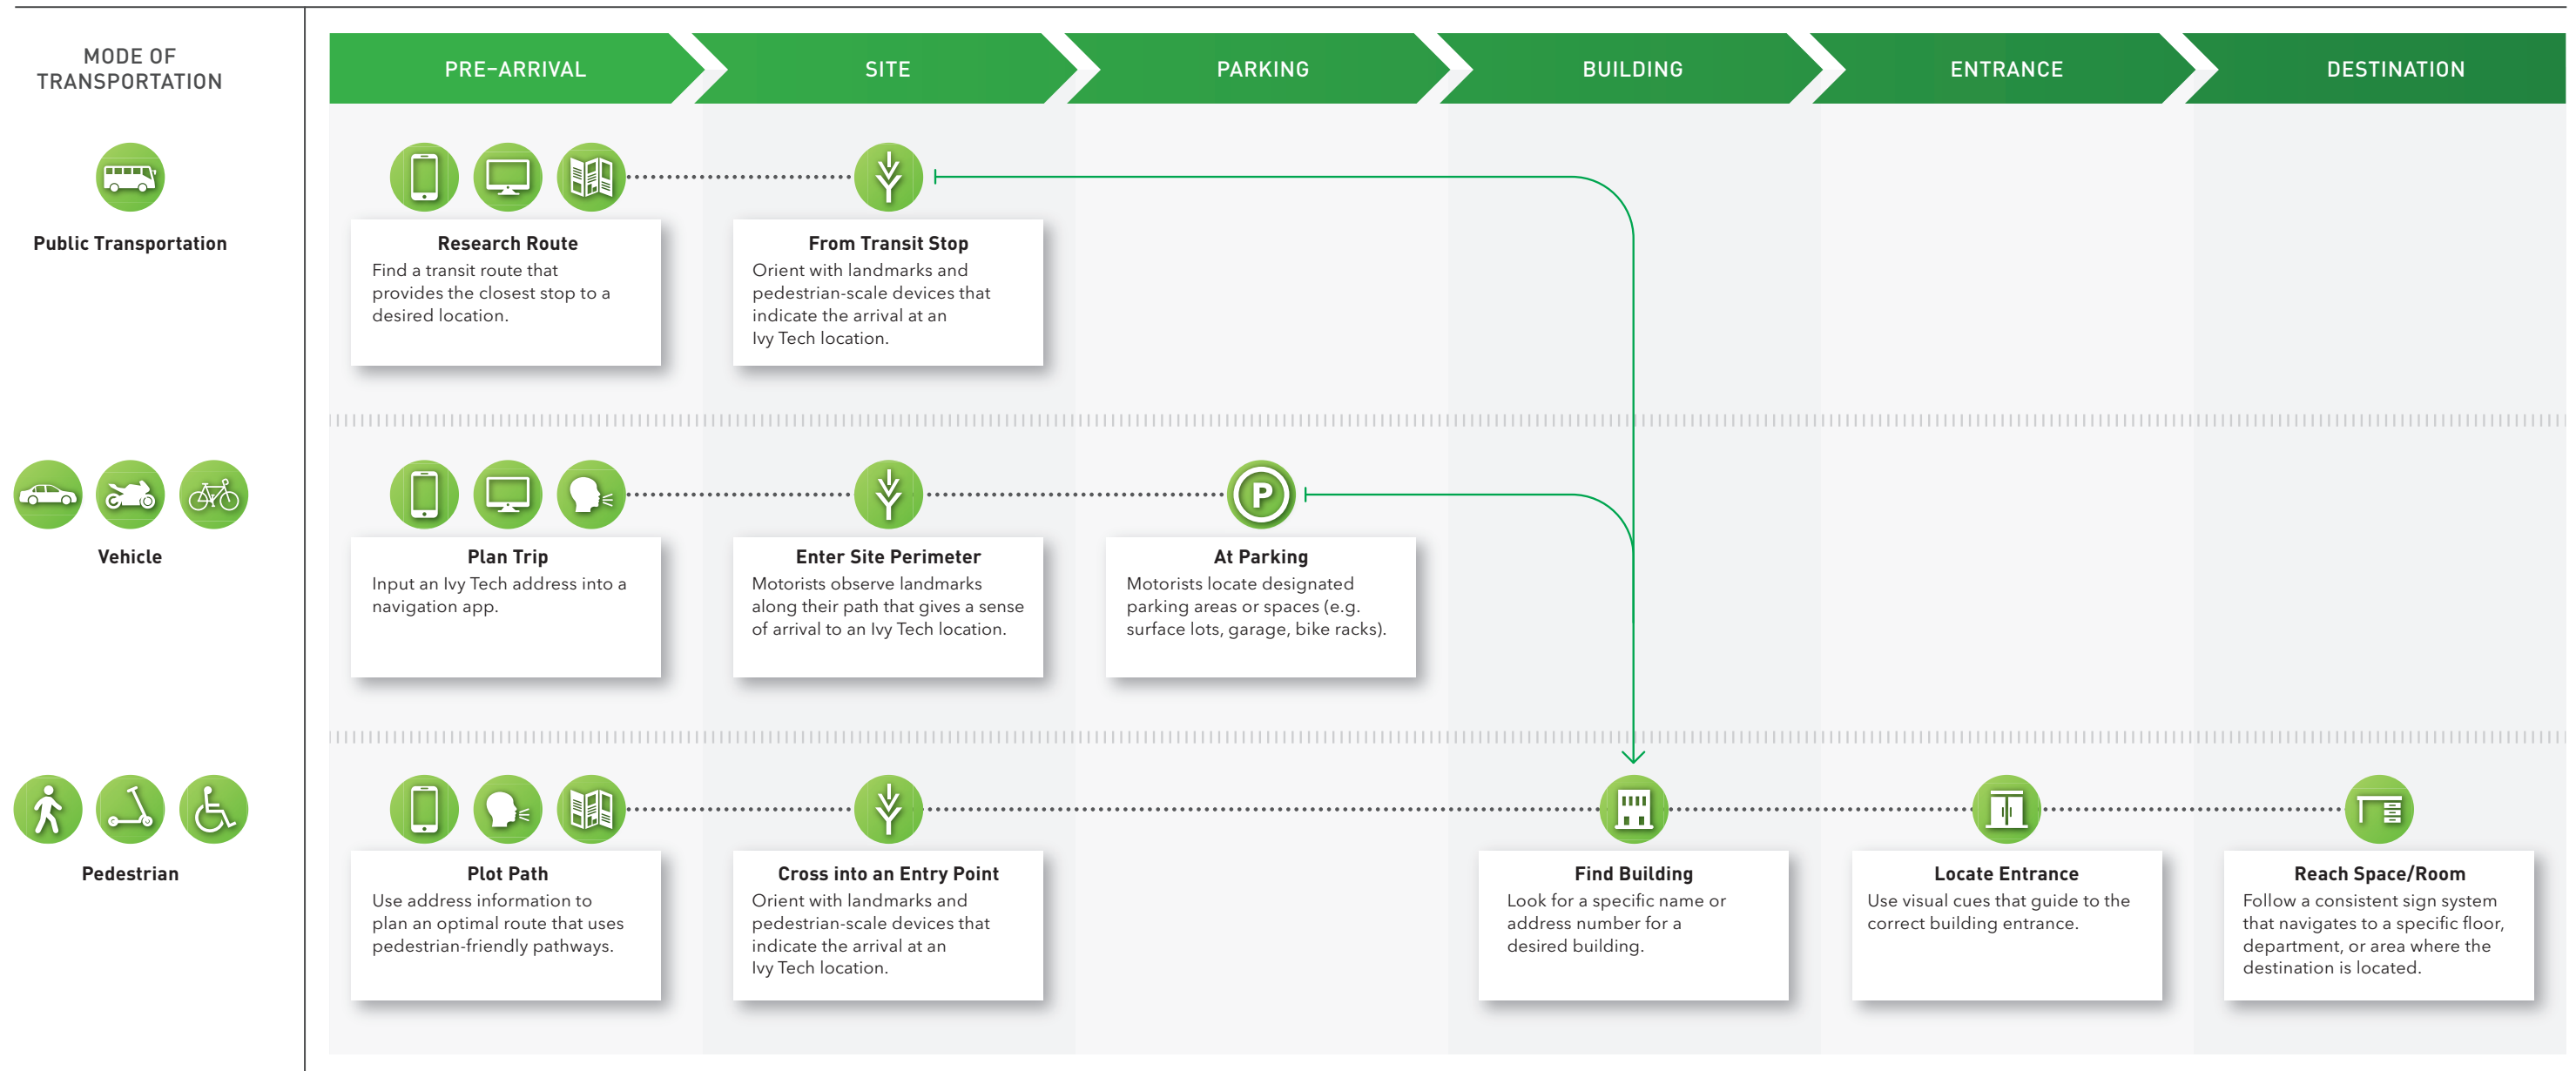 MODE OF
TRANSPORTATION
PRE–ARRIVAL
SITE
PARKING
BUILDING
ENTRANCE
DESTINATION
Public Transportation
Research Route
Find a transit route that
provides the closest stop to a
desired location.
From Transit Stop
Orient with landmarks and
pedestrian-scale devices that
indicate the arrival at an
Ivy Tech location.
Vehicle
Plan Trip
Input an Ivy Tech address into a
navigation app.
Enter Site Perimeter
Motorists observe landmarks
along their path that gives a sense
of arrival to an Ivy Tech location.
P
At Parking
Motorists locate designated
parking areas or spaces (e.g.
surface lots, garage, bike racks).
Pedestrian
Plot Path
Use address information to
plan an optimal route that uses
pedestrian-friendly pathways.
Cross into an Entry Point
Orient with landmarks and
pedestrian-scale devices that
indicate the arrival at an
Ivy Tech location.
Find Building
Look for a specific name or
address number for a
desired building.
Locate Entrance
Use visual cues that guide to the
correct building entrance.
Reach Space/Room
Follow a consistent sign system
that navigates to a specific floor,
department, or area where the
destination is located.